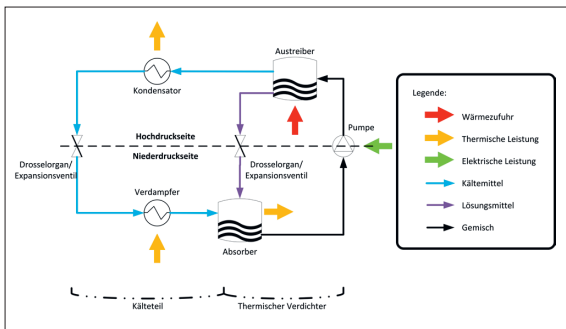 Austreiber
Kondensator
Pumpe
Hochdruckseite
Niederdruckseite
Drosselorgan/
Expansionsventil
Drosselorgan/
Expansionsventil
Verdampfer
Absorber
Kälteteil
Thermischer Verdichter
Legende:
Wärmezufuhr
Thermische Leistung
Elektrische Leistung
Kältemittel
Lösungsmittel
Gemisch